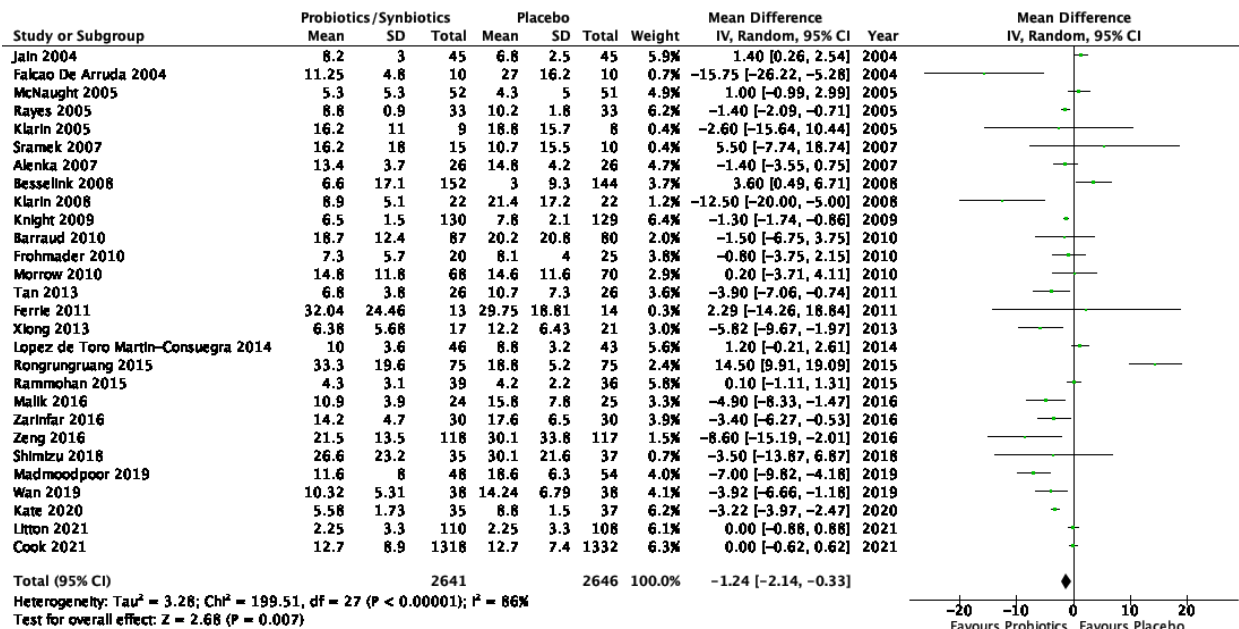 Probiotics/Synbiotics Placebo Mean Difference Mean Difference
Study or Subgroup Mean SD Total Mean SD Total Weight IV, Random, 95% CI Year IV, Random, 95% CI
Jain 2004 8.2 3 45 6.8 2.5 45 5.9% 1.40 [0.26, 2.54] 2004
Falcao De Arruda 2004 11.25 4.8 10 27 16.2 10 0.7% −15.75 [−26.22, −5.28] 2004
McNaught 2005 5.3 5.3 52 4.3 5 51 4.9% 1.00 [−0.99, 2.99] 2005
Rayes 2005 8.8 0.9 33 10.2 1.8 33 6.2% −1.40 [−2.09, −0.71] 2005
Klarin 2005 16.2 11 9 18.8 15.7 8 0.4% −2.60 [−15.64, 10.44] 2005
Sramek 2007 16.2 18 15 10.7 15.5 10 0.4% 5.50 [−7.74, 18.74] 2007
Alenka 2007 13.4 3.7 26 14.8 4.2 26 4.7% −1.40 [−3.55, 0.75] 2007
Besselink 2008 6.6 17.1 152 3 9.3 144 3.7% 3.60 [0.49, 6.71] 2008
Klarin 2008 8.9 5.1 22 21.4 17.2 22 1.2% −12.50 [−20.00, −5.00] 2008
Knight 2009 6.5 1.5 130 7.8 2.1 129 6.4% −1.30 [−1.74, −0.86] 2009
Barraud 2010 18.7 12.4 87 20.2 20.8 80 2.0% −1.50 [−6.75, 3.75] 2010
Frohmader 2010 7.3 5.7 20 8.1 4 25 3.8% −0.80 [−3.75, 2.15] 2010
Morrow 2010 14.8 11.8 68 14.6 11.6 70 2.9% 0.20 [−3.71, 4.11] 2010
Tan 2013 6.8 3.8 26 10.7 7.3 26 3.6% −3.90 [−7.06, −0.74] 2011
Ferrie 2011 32.04 24.46 13 29.75 18.81 14 0.3% 2.29 [−14.26, 18.84] 2011
Xiong 2013 6.38 5.68 17 12.2 6.43 21 3.0% −5.82 [−9.67, −1.97] 2013
Lopez de Toro Martin−Consuegra 2014 10 3.6 46 8.8 3.2 43 5.6% 1.20 [−0.21, 2.61] 2014
Rongrungruang 2015 33.3 19.6 75 18.8 5.2 75 2.4% 14.50 [9.91, 19.09] 2015
Rammohan 2015 4.3 3.1 39 4.2 2.2 36 5.8% 0.10 [−1.11, 1.31] 2015
Malik 2016 10.9 3.9 24 15.8 7.8 25 3.3% −4.90 [−8.33, −1.47] 2016
Zarinfar 2016 14.2 4.7 30 17.6 6.5 30 3.9% −3.40 [−6.27, −0.53] 2016
Zeng 2016 21.5 13.5 118 30.1 33.8 117 1.5% −8.60 [−15.19, −2.01] 2016
Shimizu 2018 26.6 23.2 35 30.1 21.6 37 0.7% −3.50 [−13.87, 6.87] 2018
Madmoodpoor 2019 11.6 8 48 18.6 6.3 54 4.0% −7.00 [−9.82, −4.18] 2019
Wan 2019 10.32 5.31 38 14.24 6.79 38 4.1% −3.92 [−6.66, −1.18] 2019
Kate 2020 5.58 1.73 35 8.8 1.5 37 6.2% −3.22 [−3.97, −2.47] 2020
Litton 2021 2.25 3.3 110 2.25 3.3 108 6.1% 0.00 [−0.88, 0.88] 2021
Cook 2021 12.7 8.9 1318 12.7 7.4 1332 6.3% 0.00 [−0.62, 0.62] 2021
Total (95% CI) 2641 2646 100.0% −1.24 [−2.14, −0.33]
Heterogeneity: Tau² = 3.28; Chi² = 199.51, df = 27 (P < 0.00001); I² = 86%
Test for overall effect: Z = 2.68 (P = 0.007)
−20 −10 0 10 20
Favours Probiotics Favours Placebo